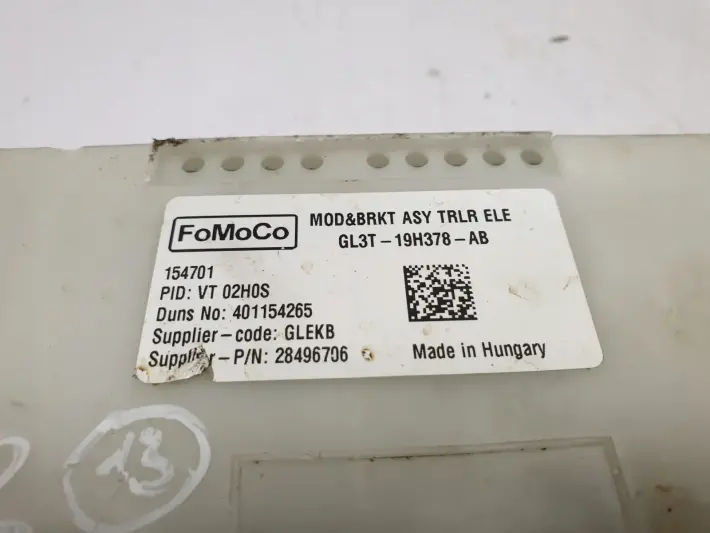 FoMoCo
MOD&BRKT ASY TRLR ELE
GL3T-19H378-AB
154701
PID: VT 02H0S
Duns No: 401154265
Supplier-code: GLEKB
Supplier-P/N: 28496706
Made in Hungary
13